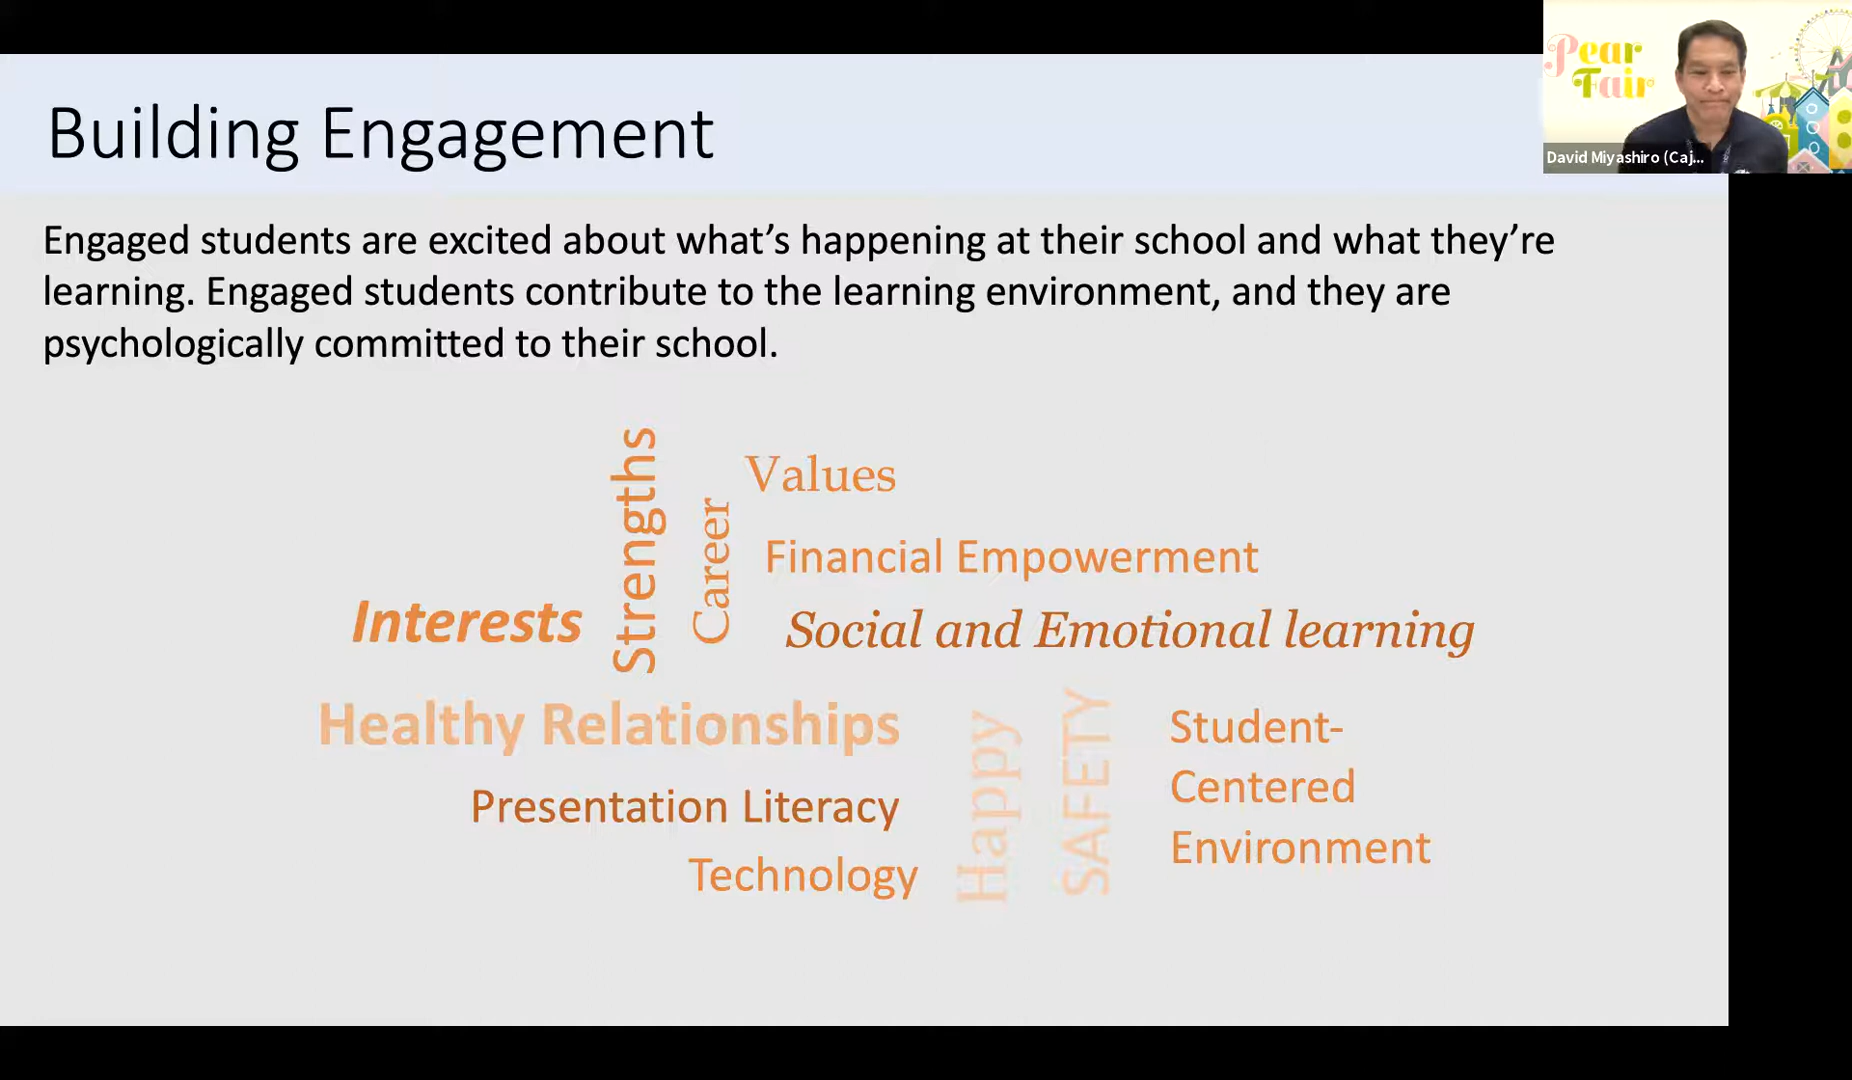 Pear
Fair
David Miyashiro (Caj...
Building Engagement
Engaged students are excited about what’s happening at their school and what they’re
learning. Engaged students contribute to the learning environment, and they are
psychologically committed to their school.
Strengths
Career
Values
Financial Empowerment
Interests
Social and Emotional learning
Healthy Relationships
Happy
SAFETY
Student-
Centered
Environment
Presentation Literacy
Technology